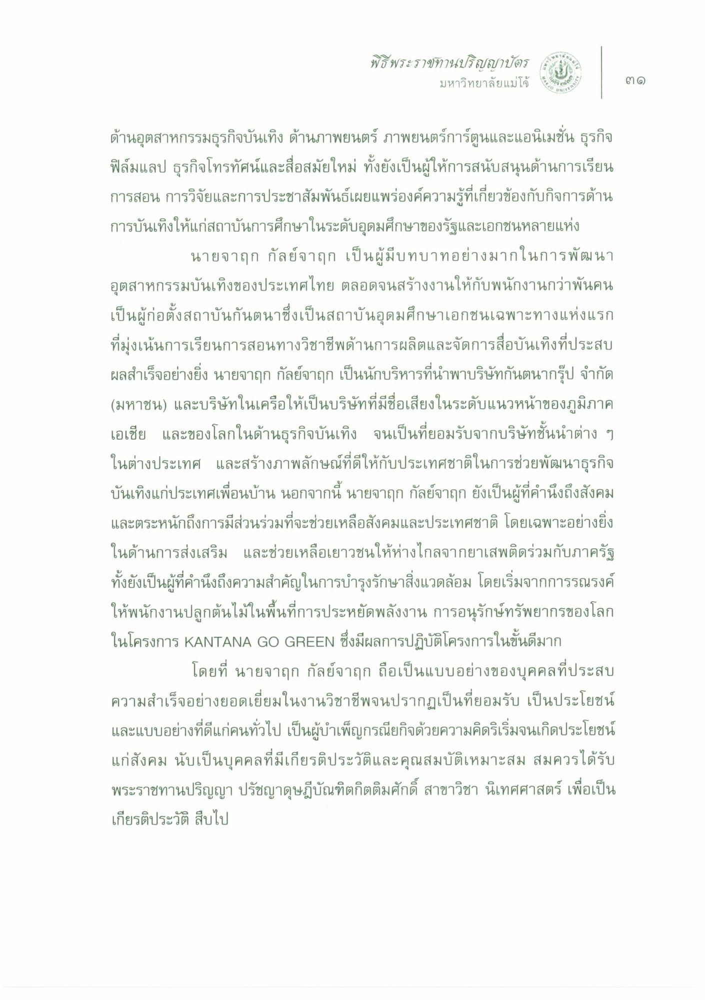 พิธีพระราชทานปริญญาบัตร
มหาวิทยาลัยแม่โจ้
มหาวิทยาลัยแม่โจ้
แม่โจ้ ๒๔๗๗
MAEJO UNIVERSITY
๓๑
ด้านอุตสาหกรรมธุรกิจบันเทิง ด้านภาพยนตร์ ภาพยนตร์การ์ตูนและแอนิเมชั่น ธุรกิจ
ฟิล์มแลป ธุรกิจโทรทัศน์และสื่อสมัยใหม่ ทั้งยังเป็นผู้ให้การสนับสนุนด้านการเรียน
การสอน การวิจัยและการประชาสัมพันธ์เผยแพร่องค์ความรู้ที่เกี่ยวข้องกับกิจการด้าน
การบันเทิงให้แก่สถาบันการศึกษาในระดับอุดมศึกษาของรัฐและเอกชนหลายแห่ง
นายจาฤก กัลย์จาฤก เป็นผู้มีบทบาทอย่างมากในการพัฒนา
อุตสาหกรรมบันเทิงของประเทศไทย ตลอดจนสร้างงานให้กับพนักงานกว่าพันคน
เป็นผู้ก่อตั้งสถาบันกันตนาซึ่งเป็นสถาบันอุดมศึกษาเอกชนเฉพาะทางแห่งแรก
ที่มุ่งเน้นการเรียนการสอนทางวิชาชีพด้านการผลิตและจัดการสื่อบันเทิงที่ประสบ
ผลสำเร็จอย่างยิ่ง นายจาฤก กัลย์จาฤก เป็นนักบริหารที่นำพาบริษัทกันตนากรุ๊ป จำกัด
(มหาชน) และบริษัทในเครือให้เป็นบริษัทที่มีชื่อเสียงในระดับแนวหน้าของภูมิภาค
เอเชีย และของโลกในด้านธุรกิจบันเทิง จนเป็นที่ยอมรับจากบริษัทชั้นนำต่าง ๆ
ในต่างประเทศ และสร้างภาพลักษณ์ที่ดีให้กับประเทศชาติในการช่วยพัฒนาธุรกิจ
บันเทิงแก่ประเทศเพื่อนบ้าน นอกจากนี้ นายจาฤก กัลย์จาฤก ยังเป็นผู้ที่คำนึงถึงสังคม
และตระหนักถึงการมีส่วนร่วมที่จะช่วยเหลือสังคมและประเทศชาติ โดยเฉพาะอย่างยิ่ง
ในด้านการส่งเสริม และช่วยเหลือเยาวชนให้ห่างไกลจากยาเสพติดร่วมกับภาครัฐ
ทั้งยังเป็นผู้ที่คำนึงถึงความสำคัญในการบำรุงรักษาสิ่งแวดล้อม โดยเริ่มจากการรณรงค์
ให้พนักงานปลูกต้นไม้ในพื้นที่การประหยัดพลังงาน การอนุรักษ์ทรัพยากรของโลก
ในโครงการ KANTANA GO GREEN ซึ่งมีผลการปฏิบัติโครงการในขั้นดีมาก
โดยที่ นายจาฤก กัลย์จาฤก ถือเป็นแบบอย่างของบุคคลที่ประสบ
ความสำเร็จอย่างยอดเยี่ยมในงานวิชาชีพจนปรากฏเป็นที่ยอมรับ เป็นประโยชน์
และแบบอย่างที่ดีแก่คนทั่วไป เป็นผู้บำเพ็ญกรณียกิจด้วยความคิดริเริ่มจนเกิดประโยชน์
แก่สังคม นับเป็นบุคคลที่มีเกียรติประวัติและคุณสมบัติเหมาะสม สมควรได้รับ
พระราชทานปริญญา ปรัชญาดุษฎีบัณฑิตกิตติมศักดิ์ สาขาวิชา นิเทศศาสตร์ เพื่อเป็น
เกียรติประวัติ สืบไป